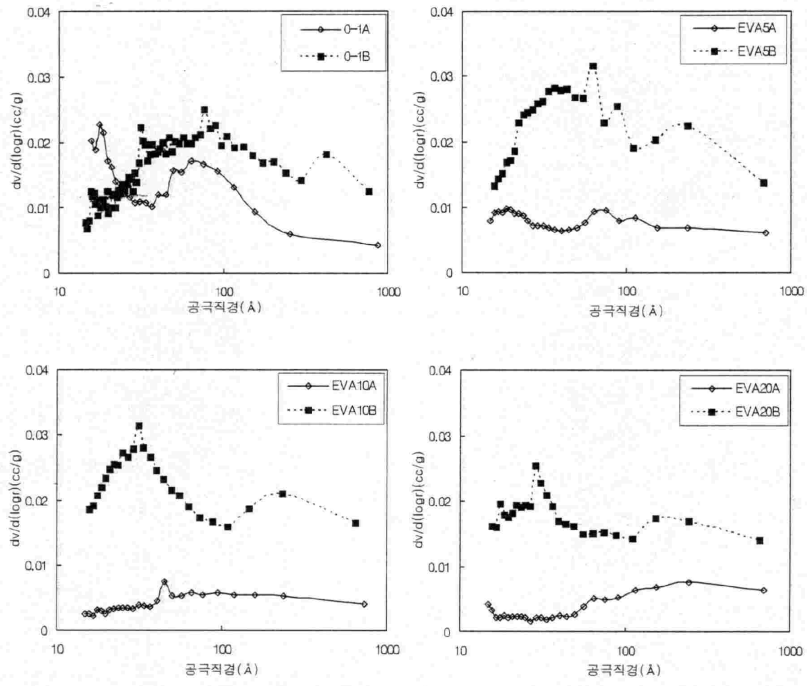 0.04
0.03
0.02
0.01
0
dv/d(logr)(cc/g)
10
100
1000
공극직경(Å)
0-1A
0-1B
0.04
0.03
0.02
0.01
0
dv/d(logr)(cc/g)
10
100
1000
공극직경(Å)
EVA5A
EVA5B
0.04
0.03
0.02
0.01
0
dv/d(logr)(cc/g)
10
100
1000
공극직경(Å)
EVA10A
EVA10B
0.04
0.03
0.02
0.01
0
dv/d(logr)(cc/g)
10
100
1000
공극직경(Å)
EVA20A
EVA20B